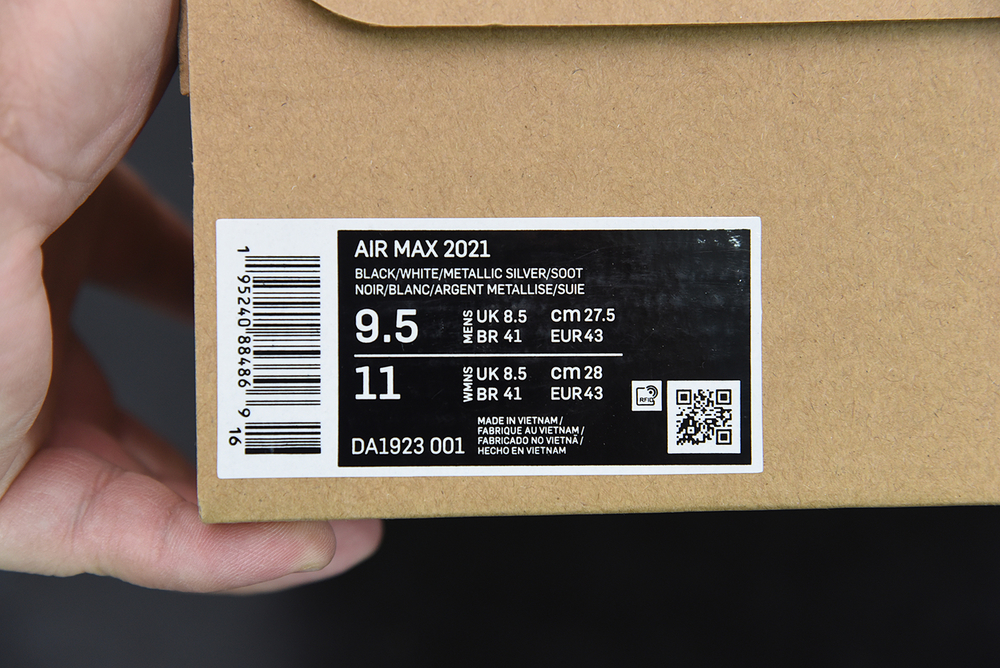 AIR MAX 2021
BLACK/WHITE/METALLIC SILVER/SOOT
NOIR/BLANC/ARGENT METALLISE/SUIE
9.5 MENS UK 8.5 cm 27.5
BR 41 EUR 43
11 WMNS UK 8.5 cm 28
BR 41 EUR 43
RFID
MADE IN VIETNAM /
FABRIQUE AU VIETNAM /
FABRICADO NO VIETNÃ /
HECHO EN VIETNAM
DA1923 001
1 95240 88486 9 16